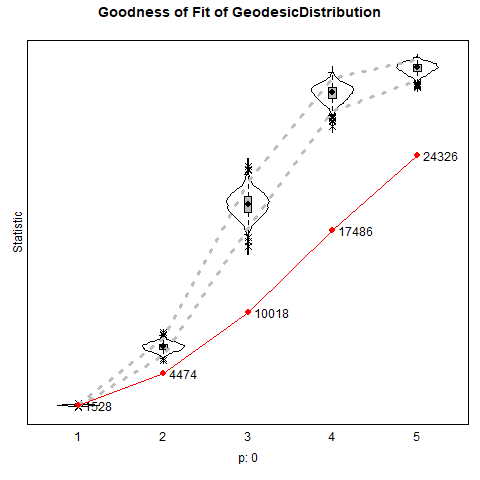 Goodness of Fit of GeodesicDistribution
Statistic
24326
17486
10018
4474
1528
1 2 3 4 5
p: 0